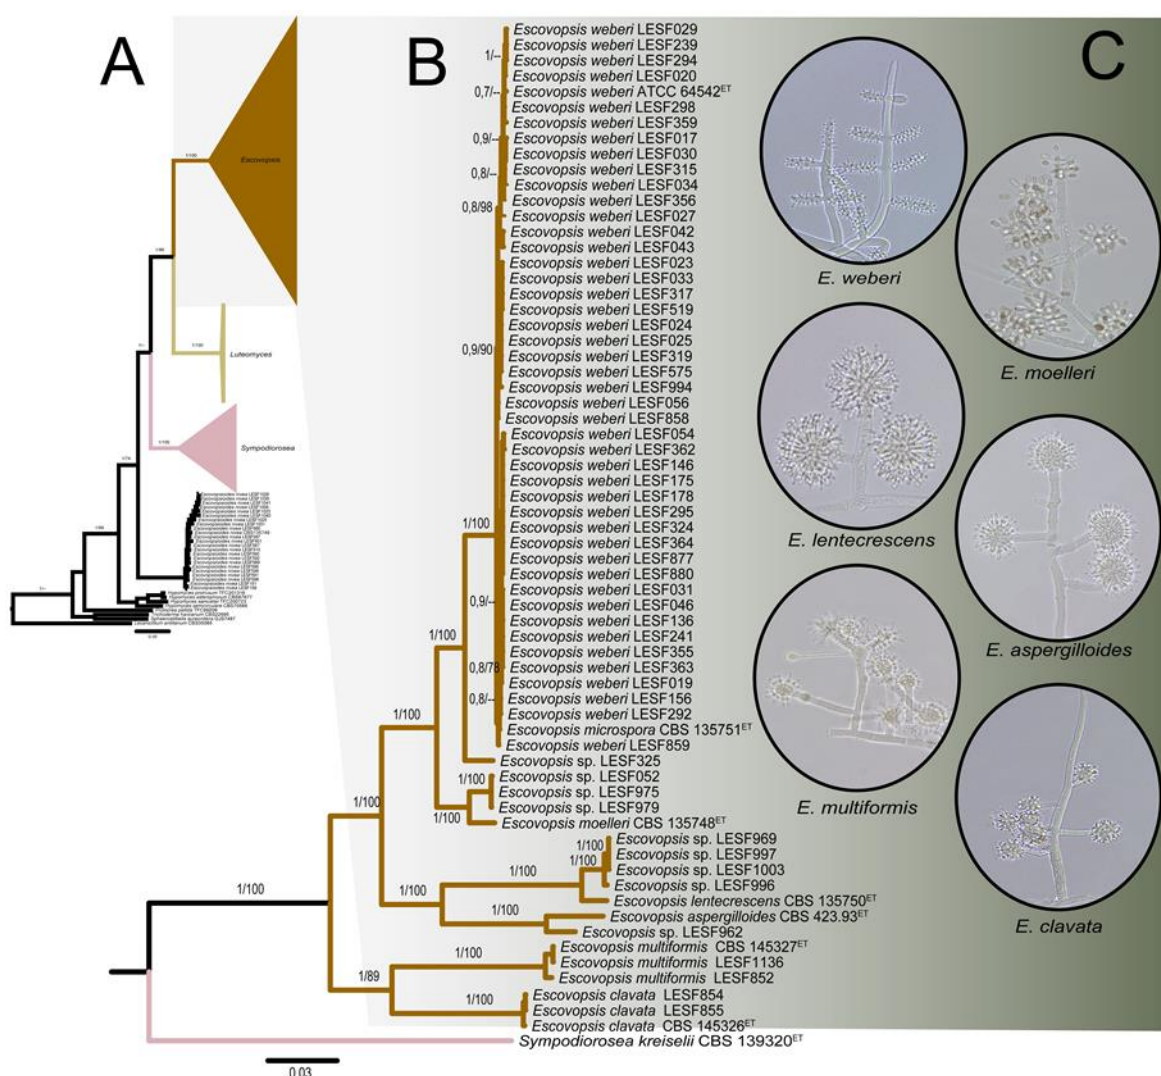 A
B
C
Escovopsis
Luteomyces
Sympodiorosea
1/100
1/100
1/100
Escovopsis weberi LESF029
Escovopsis weberi LESF239
1/--
Escovopsis weberi LESF294
Escovopsis weberi LESF020
0,7/--
Escovopsis weberi ATCC 64542ET
Escovopsis weberi LESF298
Escovopsis weberi LESF359
0,9/--
Escovopsis weberi LESF017
Escovopsis weberi LESF030
0,8/--
Escovopsis weberi LESF315
Escovopsis weberi LESF034
0,8/98
Escovopsis weberi LESF356
Escovopsis weberi LESF027
Escovopsis weberi LESF042
Escovopsis weberi LESF043
Escovopsis weberi LESF023
Escovopsis weberi LESF033
Escovopsis weberi LESF317
Escovopsis weberi LESF519
Escovopsis weberi LESF024
Escovopsis weberi LESF025
0,9/90
Escovopsis weberi LESF319
Escovopsis weberi LESF575
Escovopsis weberi LESF994
Escovopsis weberi LESF056
Escovopsis weberi LESF858
Escovopsis weberi LESF054
Escovopsis weberi LESF362
Escovopsis weberi LESF146
Escovopsis weberi LESF175
Escovopsis weberi LESF178
Escovopsis weberi LESF295
1/100
Escovopsis weberi LESF324
Escovopsis weberi LESF364
Escovopsis weberi LESF877
Escovopsis weberi LESF880
Escovopsis weberi LESF031
0,9/--
Escovopsis weberi LESF046
Escovopsis weberi LESF136
1/100
Escovopsis weberi LESF241
Escovopsis weberi LESF355
0,8/78
Escovopsis weberi LESF363
Escovopsis weberi LESF019
0,8/--
Escovopsis weberi LESF156
Escovopsis weberi LESF292
1/100
Escovopsis microspora CBS 135751ET
Escovopsis weberi LESF859
Escovopsis sp. LESF325
1/100
Escovopsis sp. LESF052
Escovopsis sp. LESF975
Escovopsis sp. LESF979
1/100
1/100
Escovopsis moelleri CBS 135748ET
1/100
Escovopsis sp. LESF969
Escovopsis sp. LESF997
1/100
Escovopsis sp. LESF1003
1/100
Escovopsis sp. LESF996
1/100
Escovopsis lentecrescens CBS 135750ET
1/100
Escovopsis aspergilloides CBS 423.93ET
Escovopsis sp. LESF962
1/100
1/100
Escovopsis multiformis CBS 145327ET
Escovopsis multiformis LESF1136
1/89
Escovopsis multiformis LESF852
1/100
Escovopsis clavata LESF854
Escovopsis clavata LESF855
Escovopsis clavata CBS 145326ET
Sympodiorosea kreiselii CBS 139320ET
0.03
E. weberi
E. moelleri
E. lentecrescens
E. aspergilloides
E. multiformis
E. clavata